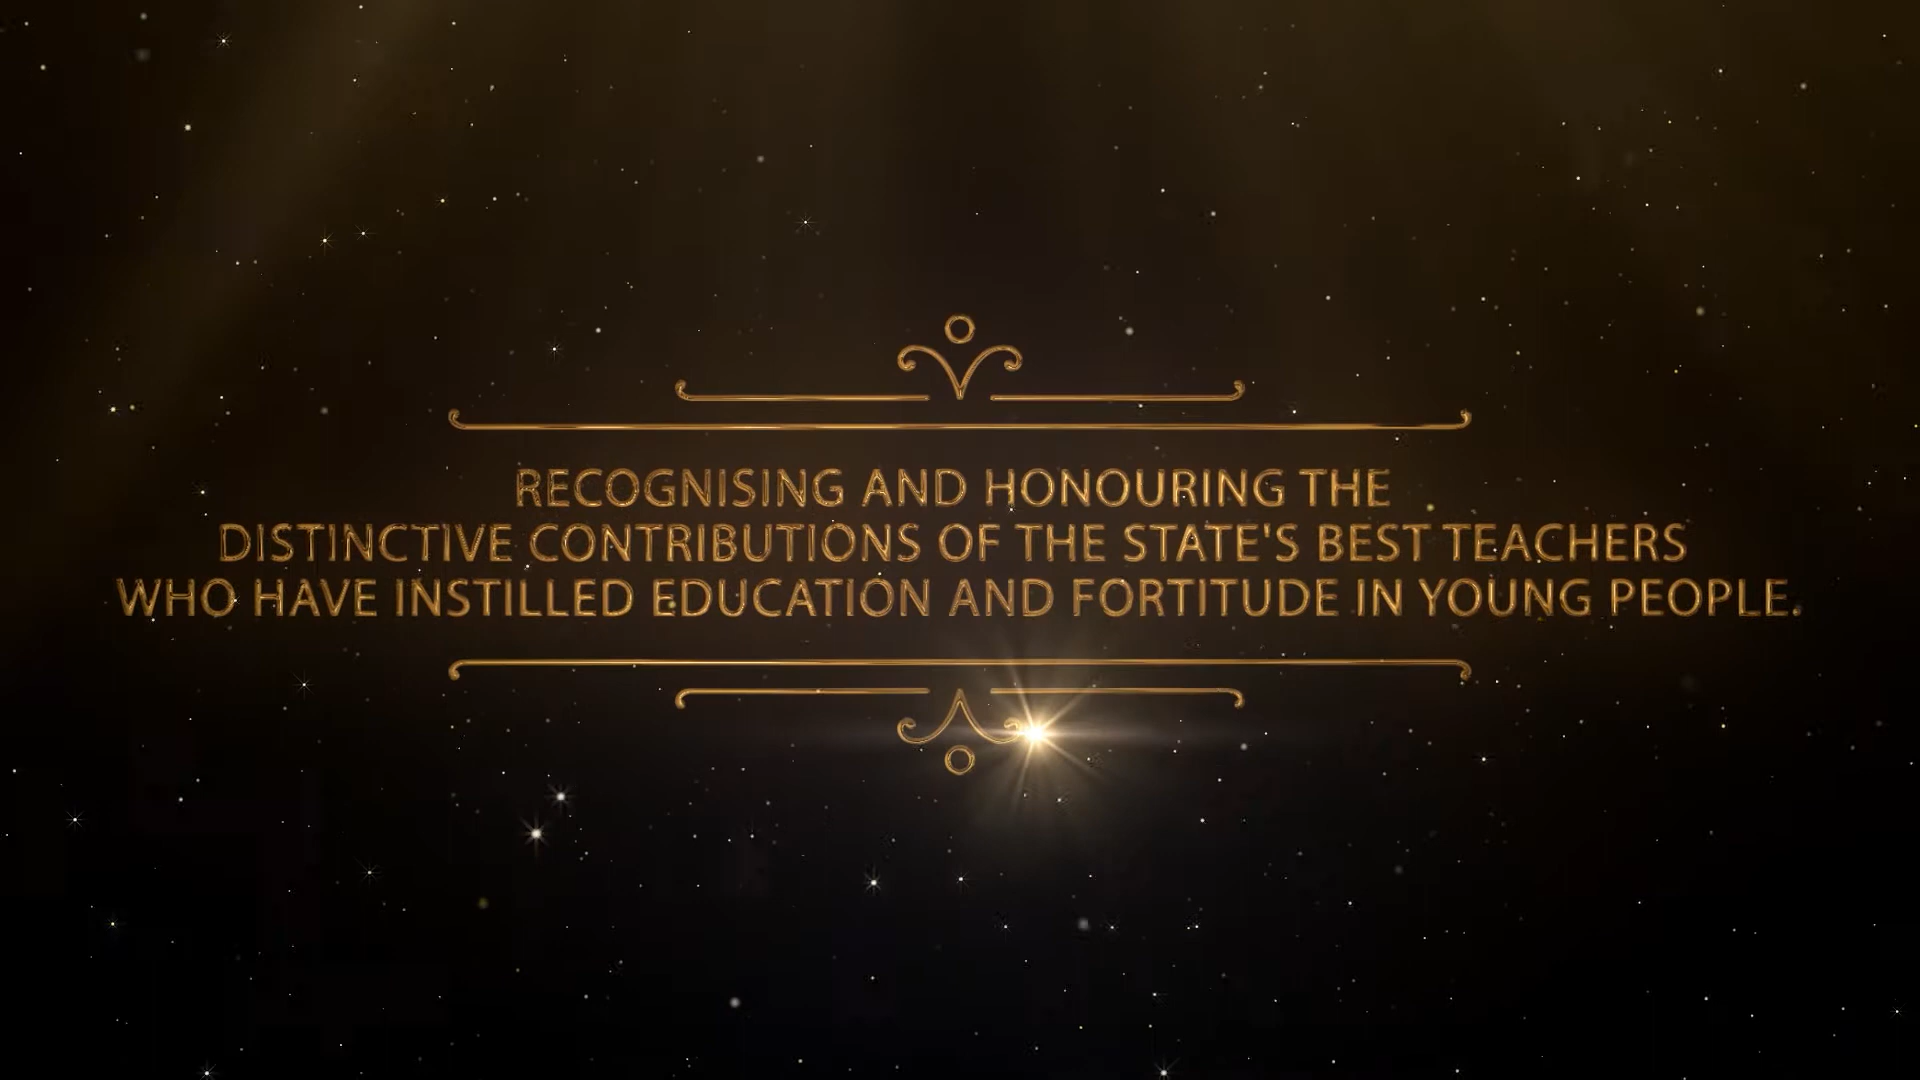 RECOGNISING AND HONOURING THE
DISTINCTIVE CONTRIBUTIONS OF THE STATE'S BEST TEACHERS
WHO HAVE INSTILLED EDUCATION AND FORTITUDE IN YOUNG PEOPLE.